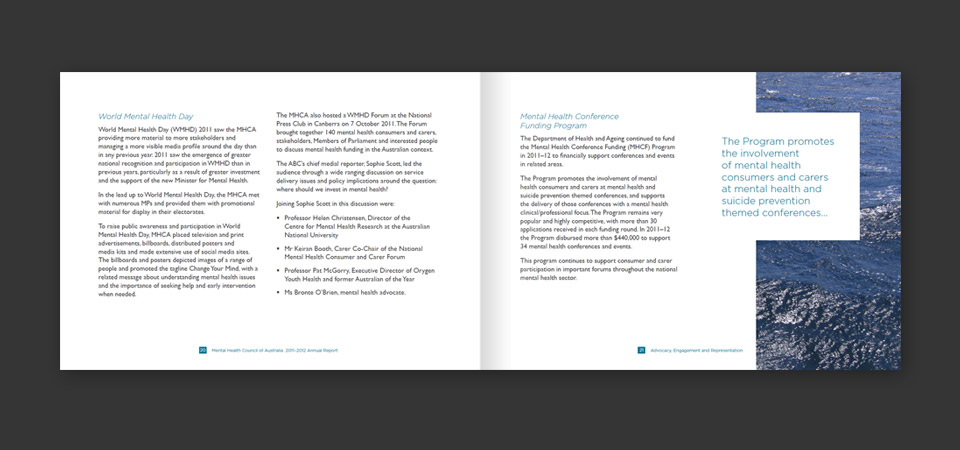 World Mental Health Day
World Mental Health Day (WMHD) 2011 saw the MHCA
providing more material to more stakeholders and
managing a more visible media profile around the day than
in any previous year. 2011 saw the emergence of greater
national recognition and participation in WMHD than in
previous years, particularly as a result of greater investment
and the support of the new Minister for Mental Health.
In the lead up to World Mental Health Day, the MHCA met
with numerous MPs and provided them with promotional
material for display in their electorates.
To raise public awareness and participation in World
Mental Health Day, MHCA placed television and print
advertisements, billboards, distributed posters and
media kits and made extensive use of social media sites.
The billboards and posters depicted images of a range of
people and promoted the tagline Change Your Mind, with a
related message about understanding mental health issues
and the importance of seeking help and early intervention
when needed.
The MHCA also hosted a WMHD Forum at the National
Press Club in Canberra on 7 October 2011. The Forum
brought together 140 mental health consumers and carers,
stakeholders, Members of Parliament and interested people
to discuss mental health funding in the Australian context.
The ABC's chief medial reporter, Sophie Scott, led the
audience through a wide ranging discussion on service
delivery issues and policy implications around the question:
where should we invest in mental health?
Joining Sophie Scott in this discussion were:
• Professor Helen Christensen, Director of the
Centre for Mental Health Research at the Australian
National University
• Mr Keiran Booth, Carer Co-Chair of the National
Mental Health Consumer and Carer Forum
• Professor Pat McGorry, Executive Director of Orygen
Youth Health and former Australian of the Year
• Ms Bronte O'Brien, mental health advocate.
20 Mental Health Council of Australia 2011-2012 Annual Report
Mental Health Conference
Funding Program
The Department of Health and Ageing continued to fund
the Mental Health Conference Funding (MHCF) Program
in 2011–12 to financially support conferences and events
in related areas.
The Program promotes the involvement of mental
health consumers and carers at mental health and
suicide prevention themed conferences, and supports
the delivery of those conferences with a mental health
clinical/professional focus. The Program remains very
popular and highly competitive, with more than 30
applications received in each funding round. In 2011–12
the Program disbursed more than $440,000 to support
34 mental health conferences and events.
This program continues to support consumer and carer
participation in important forums throughout the national
mental health sector.
The Program promotes
the involvement
of mental health
consumers and carers
at mental health and
suicide prevention
themed conferences...
21 Advocacy, Engagement and Representation